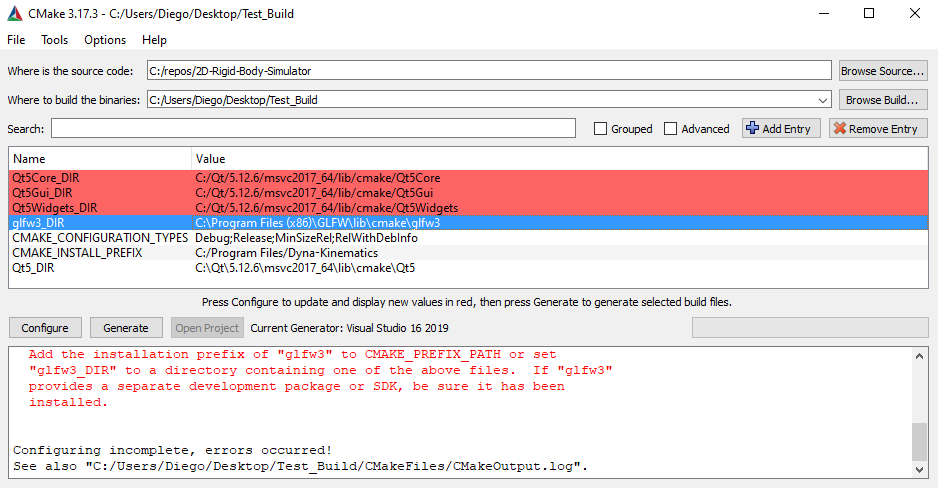 CMake 3.17.3 - C:/Users/Diego/Desktop/Test_Build
File Tools Options Help
Where is the source code: C:/repos/2D-Rigid-Body-Simulator Browse Source...
Where to build the binaries: C:/Users/Diego/Desktop/Test_Build Browse Build...
Search: Grouped Advanced Add Entry Remove Entry
Name Value
Qt5Core_DIR C:/Qt/5.12.6/msvc2017_64/lib/cmake/Qt5Core
Qt5Gui_DIR C:/Qt/5.12.6/msvc2017_64/lib/cmake/Qt5Gui
Qt5Widgets_DIR C:/Qt/5.12.6/msvc2017_64/lib/cmake/Qt5Widgets
glfw3_DIR C:\Program Files (x86)\GLFW\lib\cmake\glfw3
CMAKE_CONFIGURATION_TYPES Debug;Release;MinSizeRel;RelWithDebInfo
CMAKE_INSTALL_PREFIX C:/Program Files/Dyna-Kinematics
Qt5_DIR C:\Qt\5.12.6\msvc2017_64\lib\cmake\Qt5
Press Configure to update and display new values in red, then press Generate to generate selected build files.
Configure Generate Open Project Current Generator: Visual Studio 16 2019
Add the installation prefix of "glfw3" to CMAKE_PREFIX_PATH or set
"glfw3_DIR" to a directory containing one of the above files. If "glfw3"
provides a separate development package or SDK, be sure it has been
installed.
Configuring incomplete, errors occurred!
See also "C:/Users/Diego/Desktop/Test_Build/CMakeFiles/CMakeOutput.log".